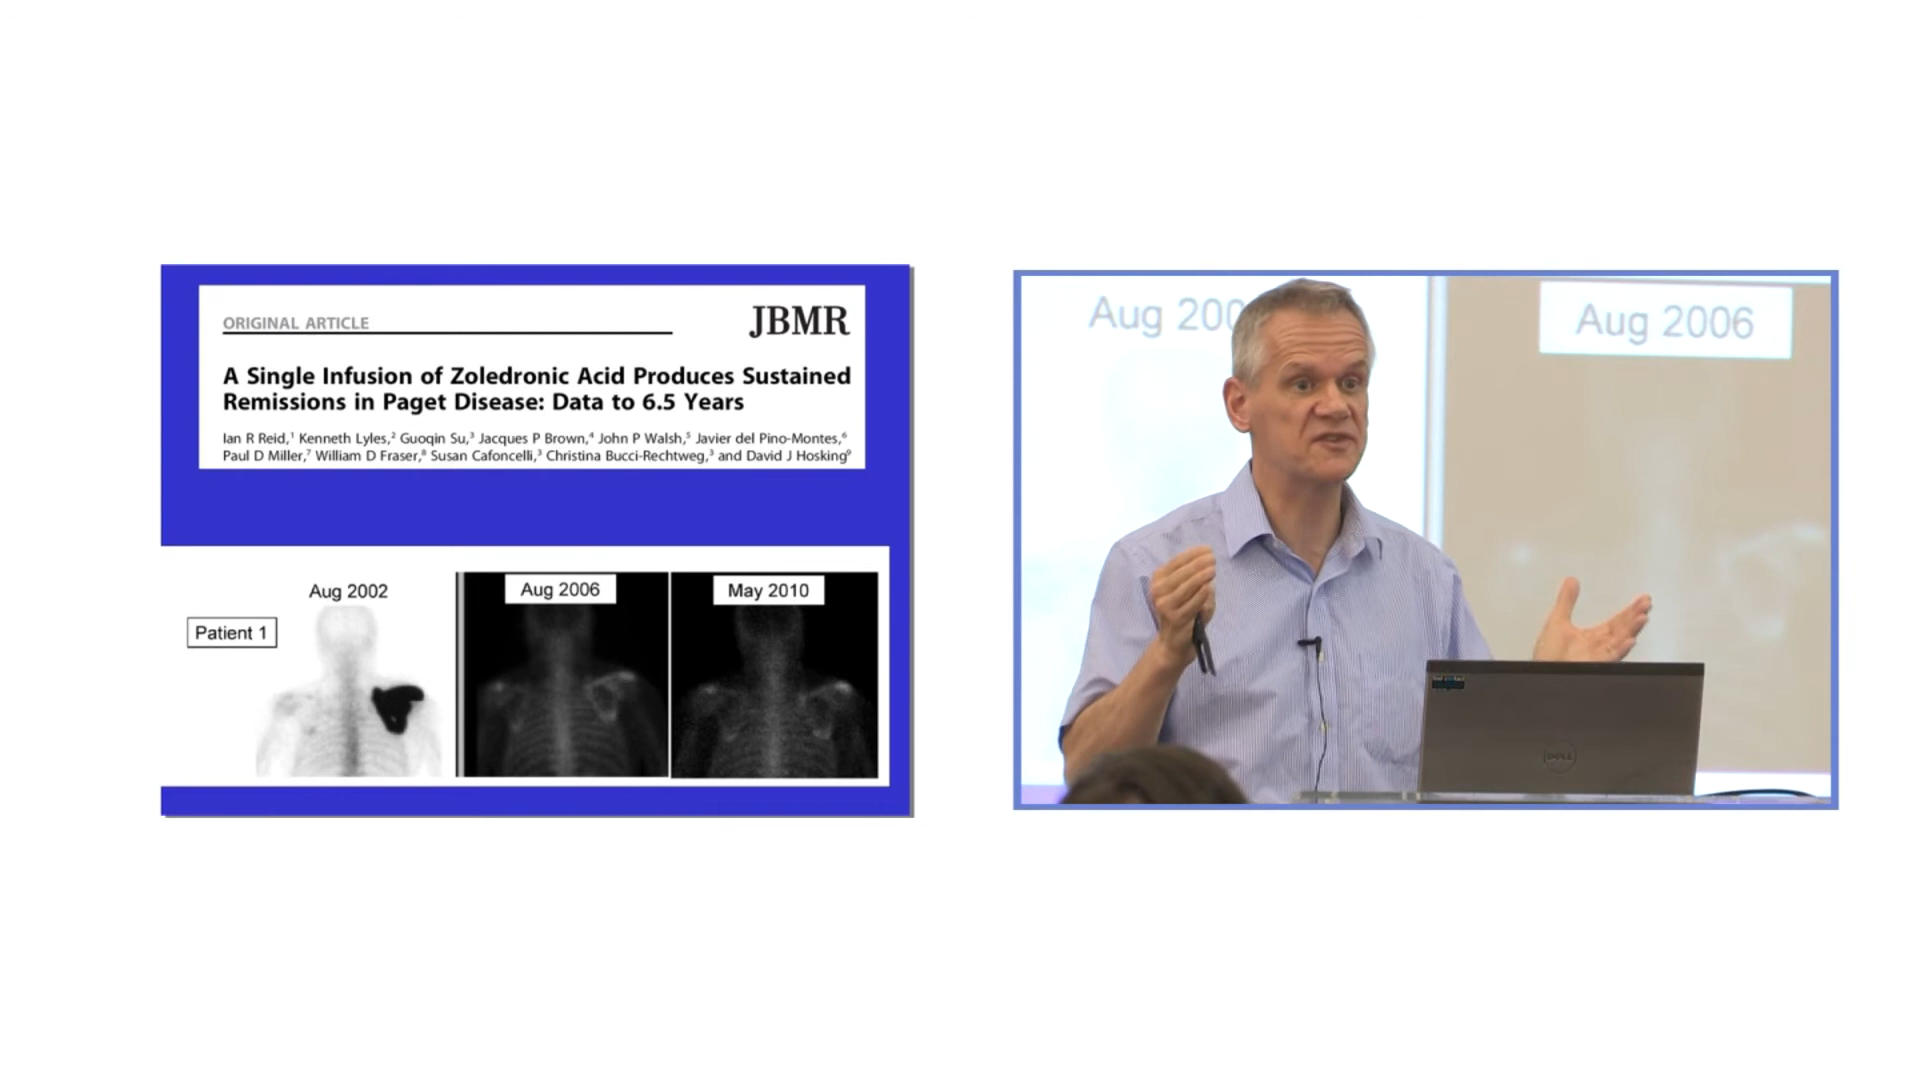 ORIGINAL ARTICLE
JBMR
A Single Infusion of Zoledronic Acid Produces Sustained
Remissions in Paget Disease: Data to 6.5 Years
Ian R Reid,¹ Kenneth Lyles,² Guoqin Su,³ Jacques P Brown,⁴ John P Walsh,⁵ Javier del Pino-Montes,⁶
Paul D Miller,⁷ William D Fraser,⁸ Susan Cafoncelli,³ Christina Bucci-Rechtweg,³ and David J Hosking⁹
Aug 2002
Aug 2006
May 2010
Patient 1
Aug 200
Aug 2006
DELL